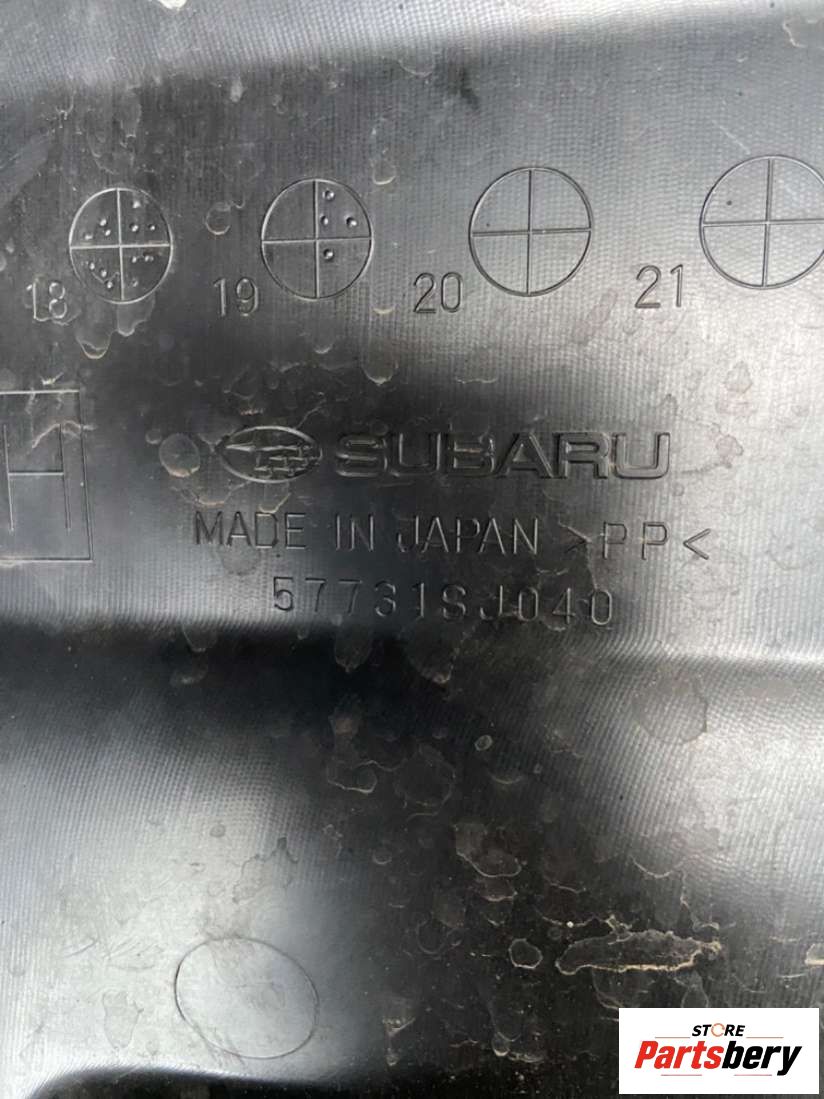 18 19 20 21
H
SUBARU
MADE IN JAPAN >PP<
57731SJ040
STORE
Partsbery